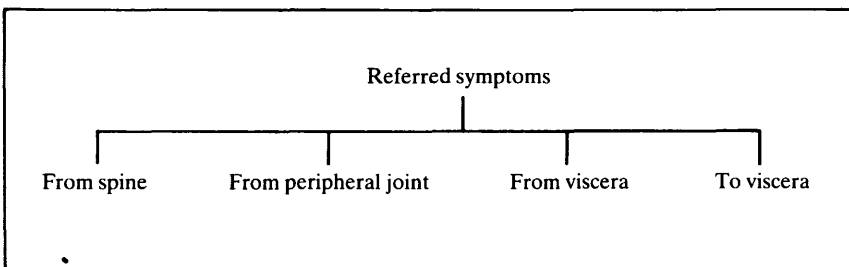 Referred symptoms
From spine From peripheral joint From viscera To viscera